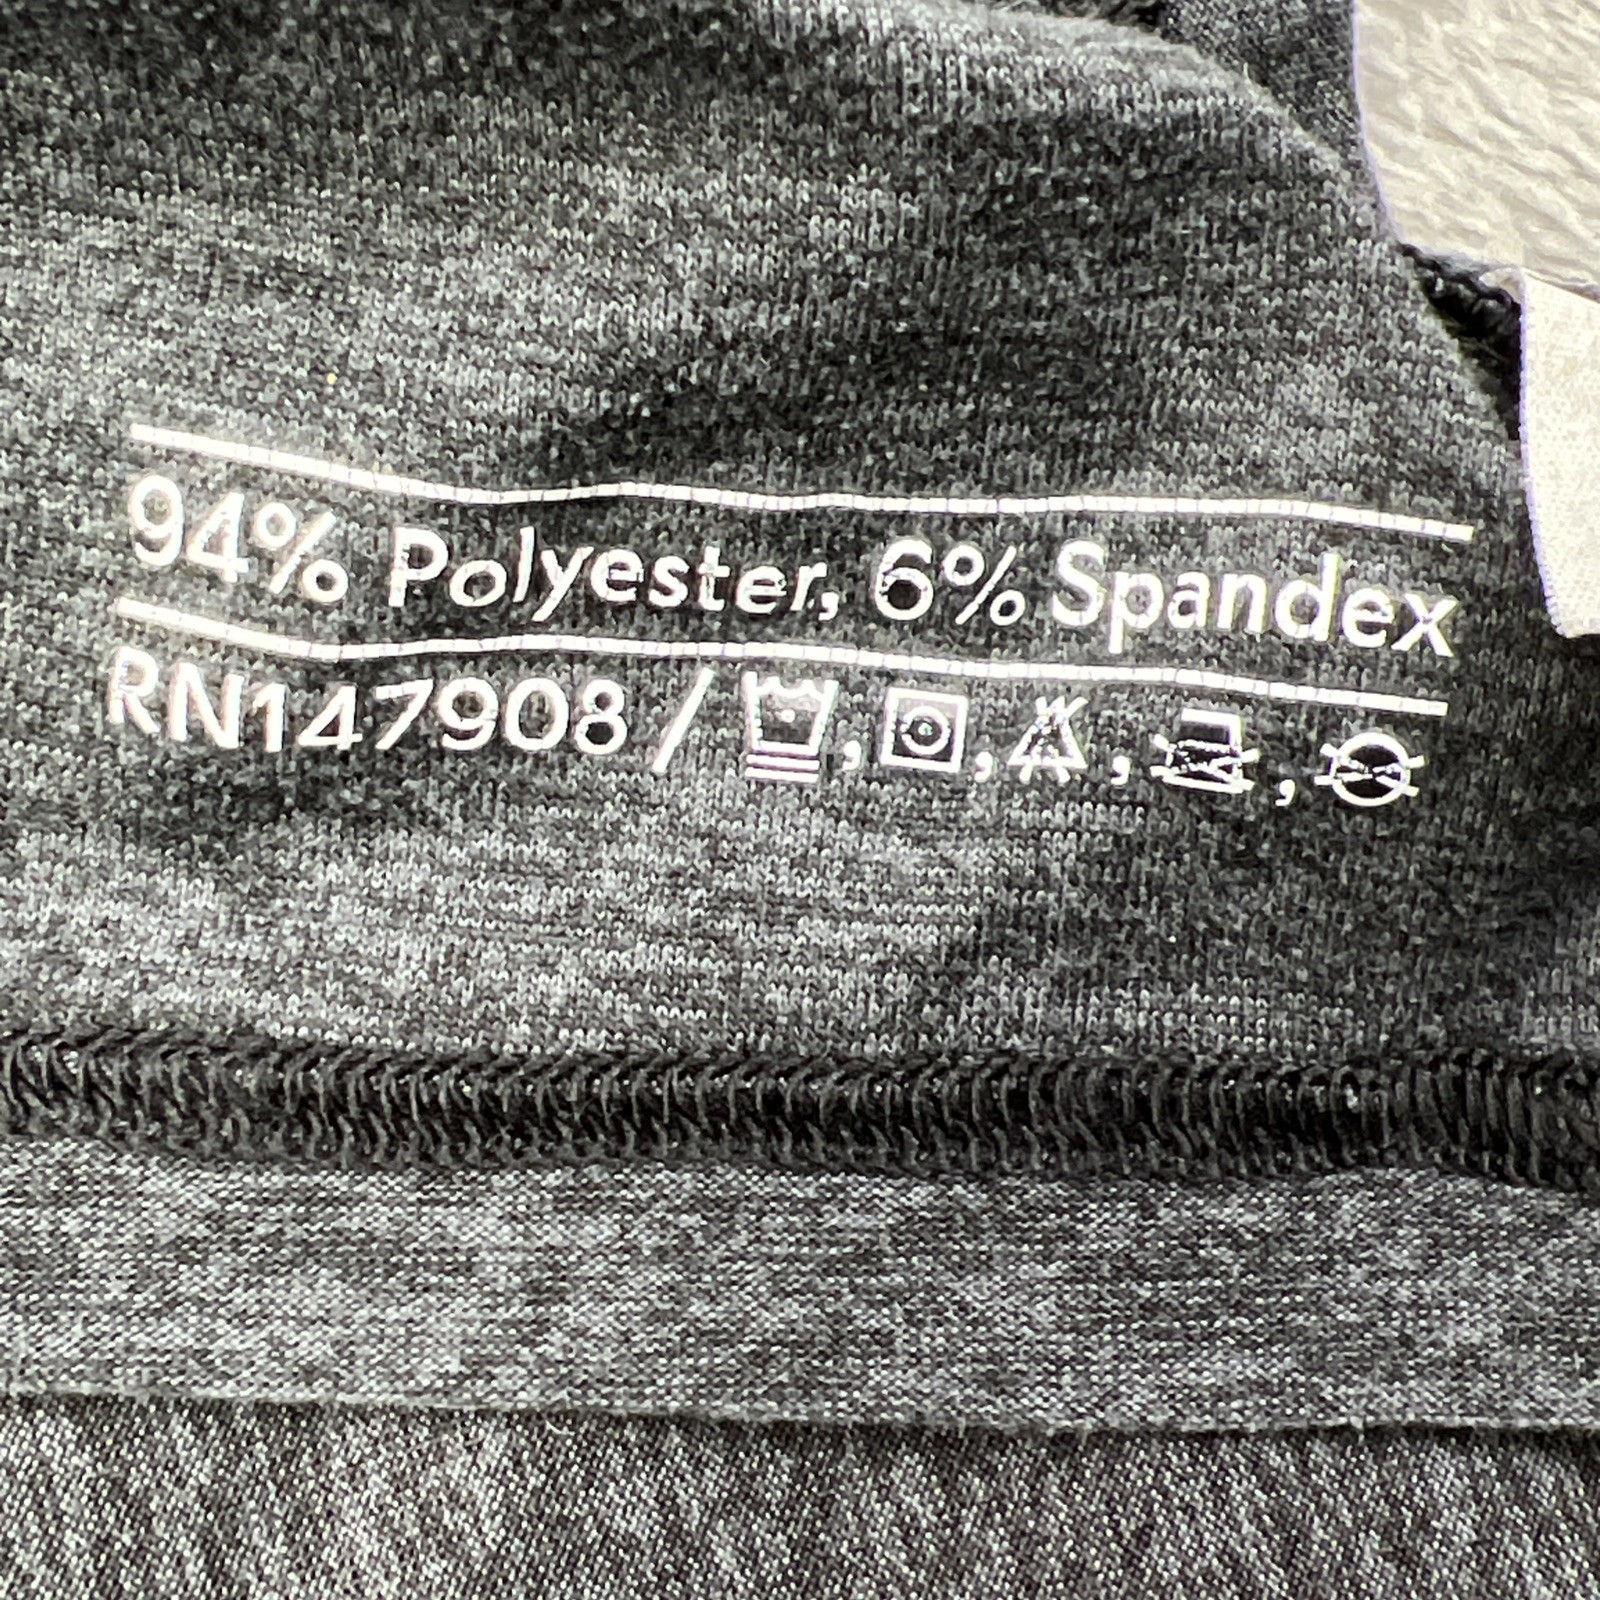 94% Polyester, 6% Spandex
RN147908 / , , , ,